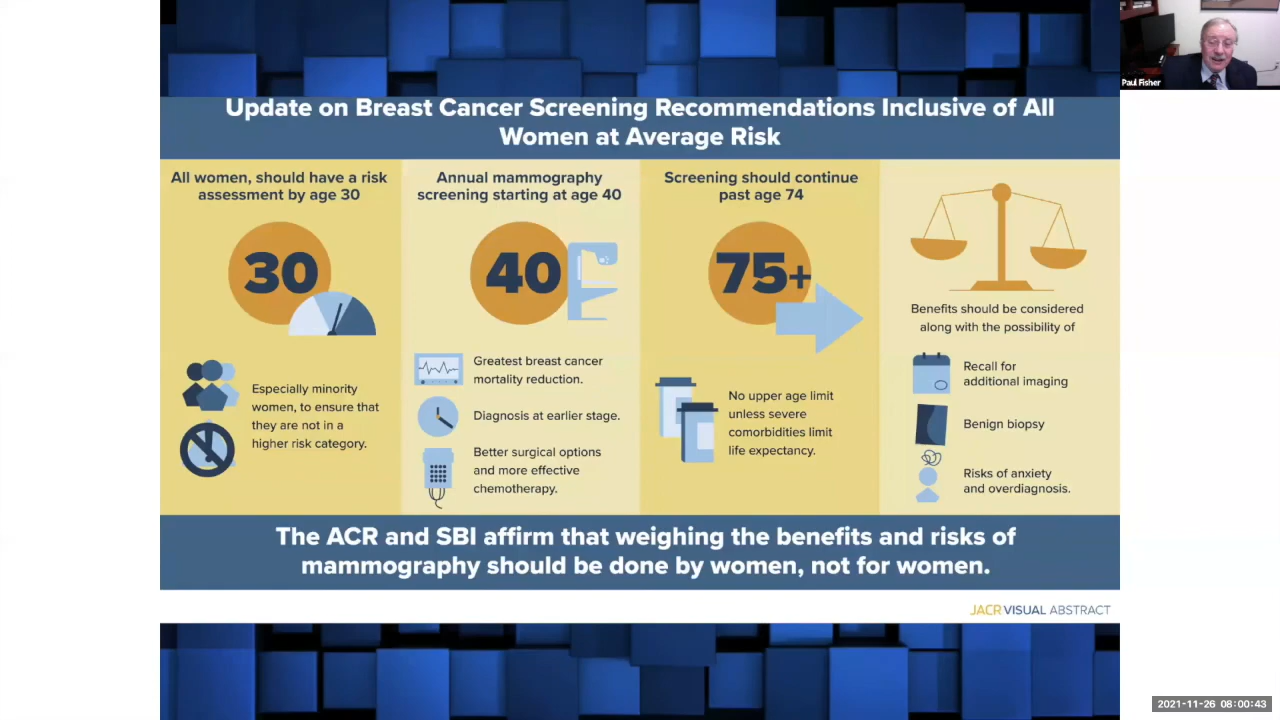 Update on Breast Cancer Screening Recommendations Inclusive of All
Women at Average Risk
All women, should have a risk
assessment by age 30
30
Especially minority
women, to ensure that
they are not in a
higher risk category.
Annual mammography
screening starting at age 40
40
Greatest breast cancer
mortality reduction.
Diagnosis at earlier stage.
Better surgical options
and more effective
chemotherapy.
Screening should continue
past age 74
75+
No upper age limit
unless severe
comorbidities limit
life expectancy.
Benefits should be considered
along with the possibility of
Recall for
additional imaging
Benign biopsy
Risks of anxiety
and overdiagnosis.
The ACR and SBI affirm that weighing the benefits and risks of
mammography should be done by women, not for women.
JACR VISUAL ABSTRACT
Paul Fisher
2021-11-26 08:00:43